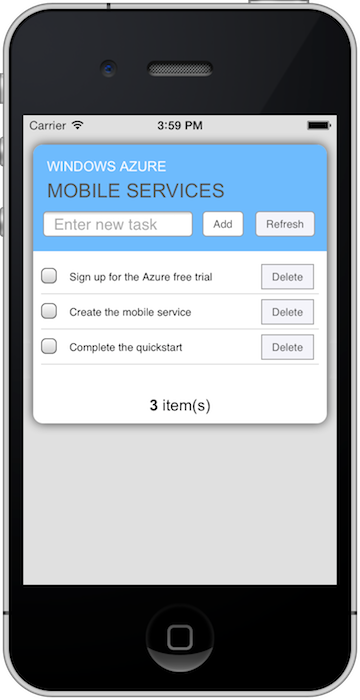 Carrier 3:59 PM
WINDOWS AZURE
MOBILE SERVICES
Enter new task Add Refresh
Sign up for the Azure free trial Delete
Create the mobile service Delete
Complete the quickstart Delete
3 item(s)